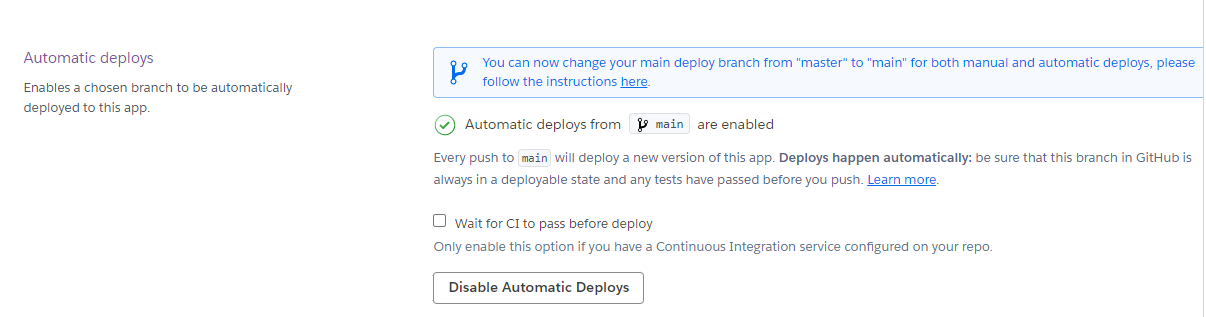 Automatic deploys
Enables a chosen branch to be automatically
deployed to this app.
You can now change your main deploy branch from "master" to "main" for both manual and automatic deploys, please
follow the instructions here.
Automatic deploys from main are enabled
Every push to main will deploy a new version of this app. Deploys happen automatically: be sure that this branch in GitHub is
always in a deployable state and any tests have passed before you push. Learn more.
Wait for CI to pass before deploy
Only enable this option if you have a Continuous Integration service configured on your repo.
Disable Automatic Deploys